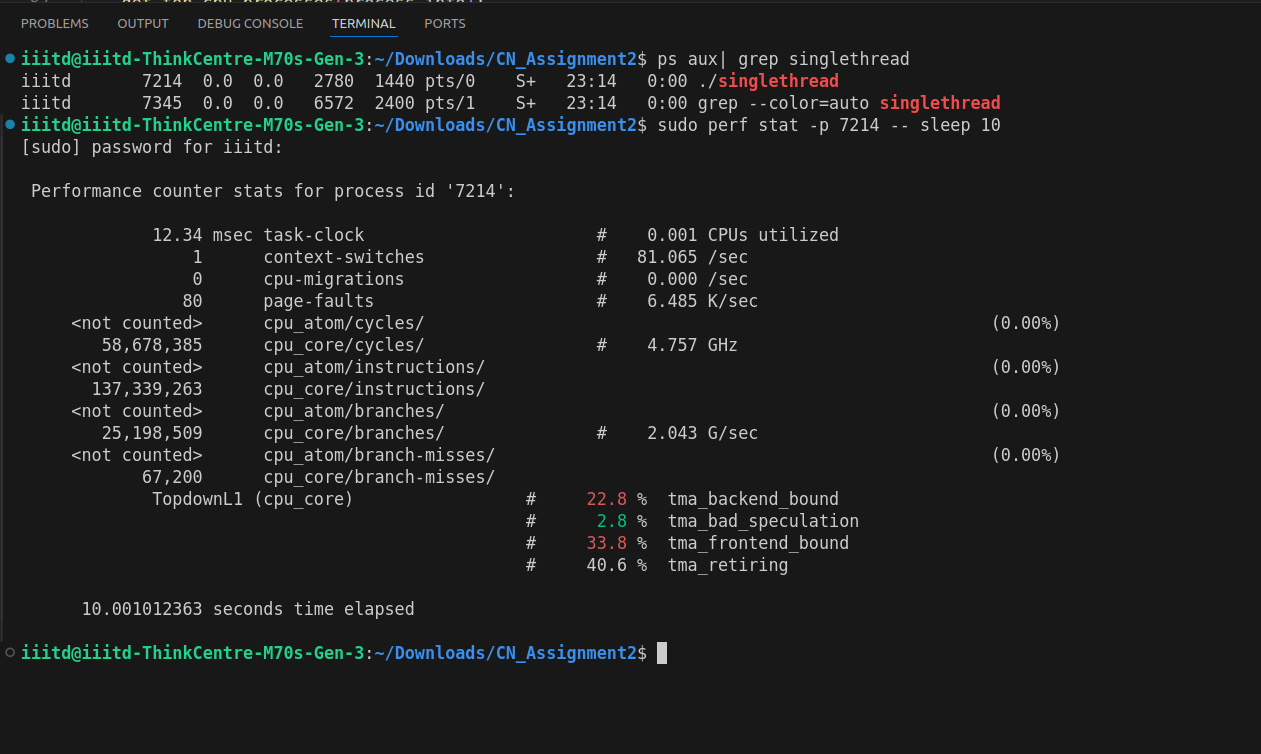 PROBLEMS OUTPUT DEBUG CONSOLE TERMINAL PORTS
iiitd@iiitd-ThinkCentre-M70s-Gen-3:~/Downloads/CN_Assignment2$ ps aux| grep singlethread
iiitd 7214 0.0 0.0 2780 1440 pts/0 S+ 23:14 0:00 ./singlethread
iiitd 7345 0.0 0.0 6572 2400 pts/1 S+ 23:14 0:00 grep --color=auto singlethread
iiitd@iiitd-ThinkCentre-M70s-Gen-3:~/Downloads/CN_Assignment2$ sudo perf stat -p 7214 -- sleep 10
[sudo] password for iiitd:
Performance counter stats for process id '7214':
12.34 msec task-clock # 0.001 CPUs utilized
1 context-switches # 81.065 /sec
0 cpu-migrations # 0.000 /sec
80 page-faults # 6.485 K/sec
<not counted> cpu_atom/cycles/ (0.00%)
58,678,385 cpu_core/cycles/ # 4.757 GHz
<not counted> cpu_atom/instructions/ (0.00%)
137,339,263 cpu_core/instructions/
<not counted> cpu_atom/branches/ (0.00%)
25,198,509 cpu_core/branches/ # 2.043 G/sec
<not counted> cpu_atom/branch-misses/ (0.00%)
67,200 cpu_core/branch-misses/
TopdownL1 (cpu_core) # 22.8 % tma_backend_bound
# 2.8 % tma_bad_speculation
# 33.8 % tma_frontend_bound
# 40.6 % tma_retiring
10.001012363 seconds time elapsed
iiitd@iiitd-ThinkCentre-M70s-Gen-3:~/Downloads/CN_Assignment2$